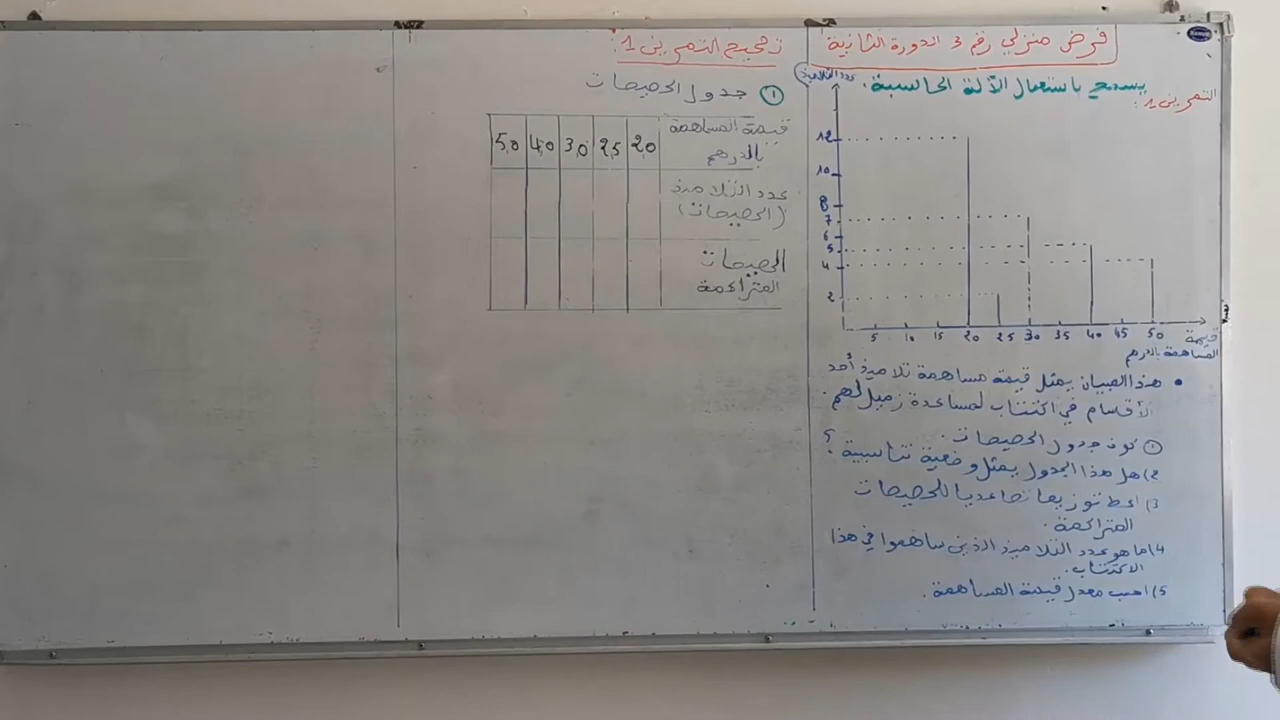 فرض منزلي رقم 3 الدورة الثانية
يسمح باستعمال الآلة الحاسبة.
التمرين 1:
عدد التلاميذ
12
10
8
7
6
5
4
2
5 10 15 20 25 30 35 40 45 50
قيمة
المساهمة بالدرهم
• هذا المبيان يمثل قيمة مساهمة تلاميذ أحد
الأقسام في اكتتاب لمساعدة زميل لهم.
① كون جدول الحصيصات.
2) هل هذا الجدول يمثل وضعية تناسبية؟
3) اعط توزيعا تصاعديا للحصيصات
المتراكمة.
4) ما هو عدد التلاميذ الذين ساهموا في هذا
الاكتتاب.
5) احسب معدل قيمة المساهمة.
تصحيح التمرين 1:
① جدول الحصيصات
قيمة المساهمة
بالدرهم
20 25 30 40 50
عدد التلاميذ
(الحصيصات)
الحصيصات
المتراكمة